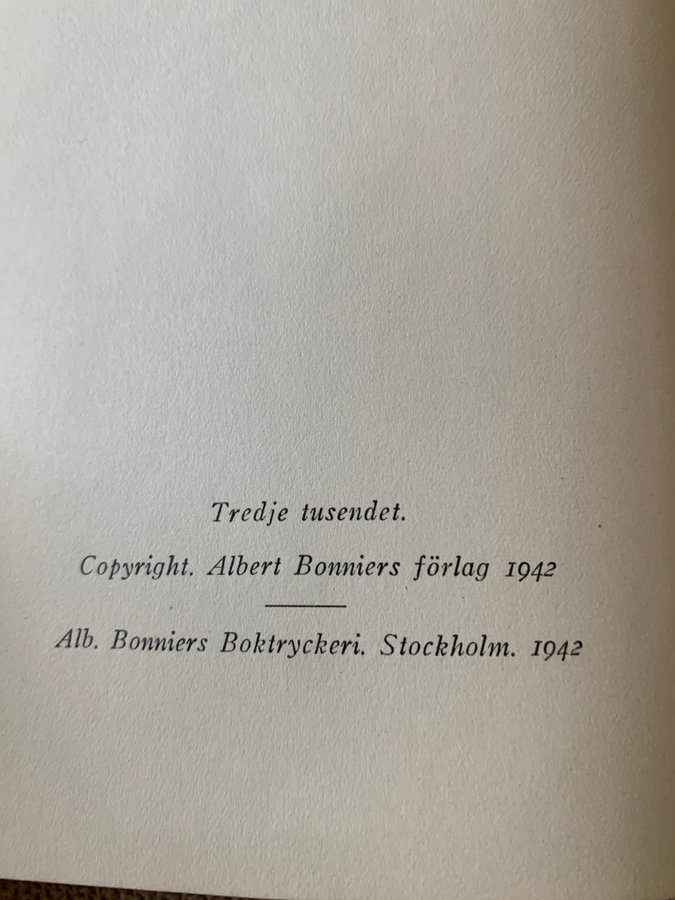 Tredje tusendet.
Copyright. Albert Bonniers förlag 1942
Alb. Bonniers Boktryckeri. Stockholm. 1942